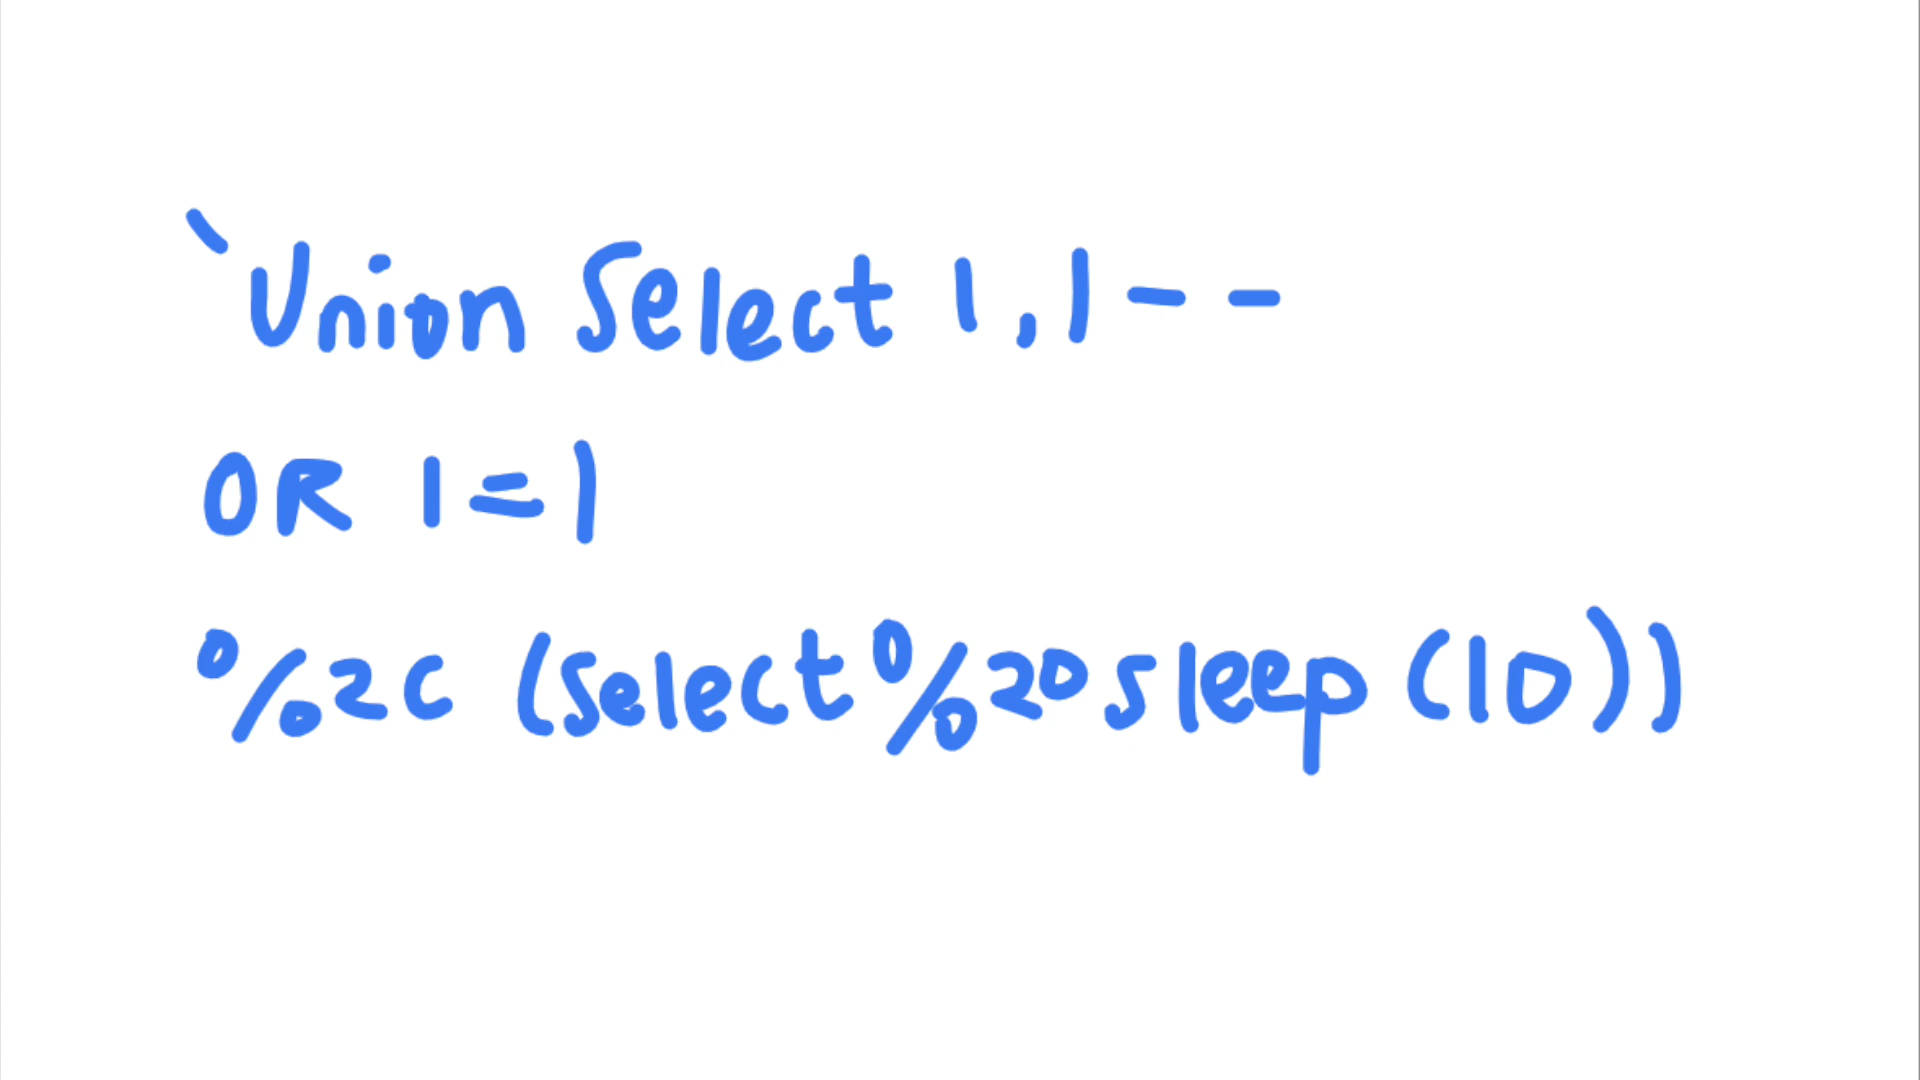 `Union Select 1,1--
OR 1=1
%2c (select%20sleep (10))